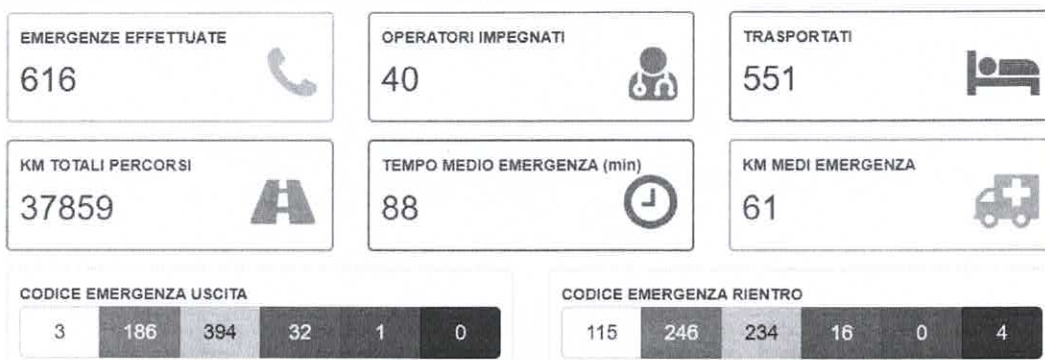 EMERGENZE EFFETTUATE
616
OPERATORI IMPEGNATI
40
TRASPORTATI
551
KM TOTALI PERCORSI
37859
TEMPO MEDIO EMERGENZA (min)
88
KM MEDI EMERGENZA
61
CODICE EMERGENZA USCITA
3 186 394 32 1 0
CODICE EMERGENZA RIENTRO
115 246 234 16 0 4